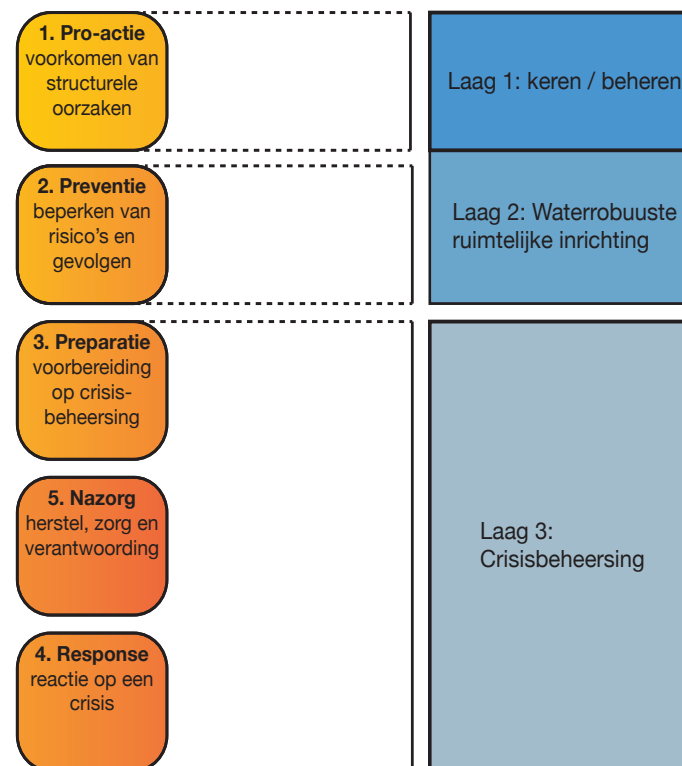 1. Pro-actie
voorkomen van
structurele
oorzaken
Laag 1: keren / beheren
2. Preventie
beperken van
risico's en
gevolgen
Laag 2: Waterrobuuste
ruimtelijke inrichting
3. Preparatie
voorbereiding
op crisis-
beheersing
5. Nazorg
herstel, zorg en
verantwoording
Laag 3:
Crisisbeheersing
4. Response
reactie op een
crisis